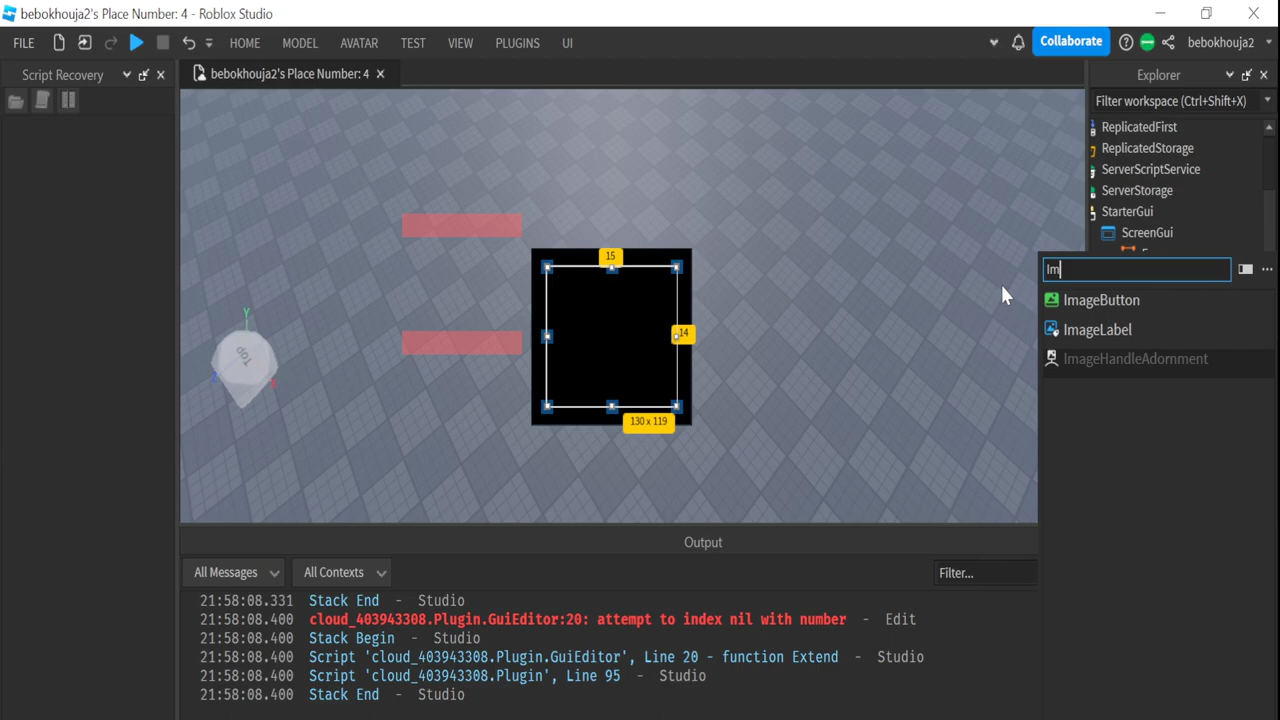 bebokhouja2's Place Number: 4 - Roblox Studio
FILE HOME MODEL AVATAR TEST VIEW PLUGINS UI Collaborate bebokhouja2
Script Recovery
bebokhouja2's Place Number: 4
Explorer
Filter workspace (Ctrl+Shift+X)
ReplicatedFirst
ReplicatedStorage
ServerScriptService
ServerStorage
StarterGui
ScreenGui
Im
ImageButton
ImageLabel
ImageHandleAdornment
15
14
130 x 119
Y
Top
Output
All Messages All Contexts Filter...
21:58:08.331 Stack End - Studio
21:58:08.400 cloud_403943308.Plugin.GuiEditor:20: attempt to index nil with number - Edit
21:58:08.400 Stack Begin - Studio
21:58:08.400 Script 'cloud_403943308.Plugin.GuiEditor', Line 20 - function Extend - Studio
21:58:08.400 Script 'cloud_403943308.Plugin', Line 95 - Studio
21:58:08.400 Stack End - Studio